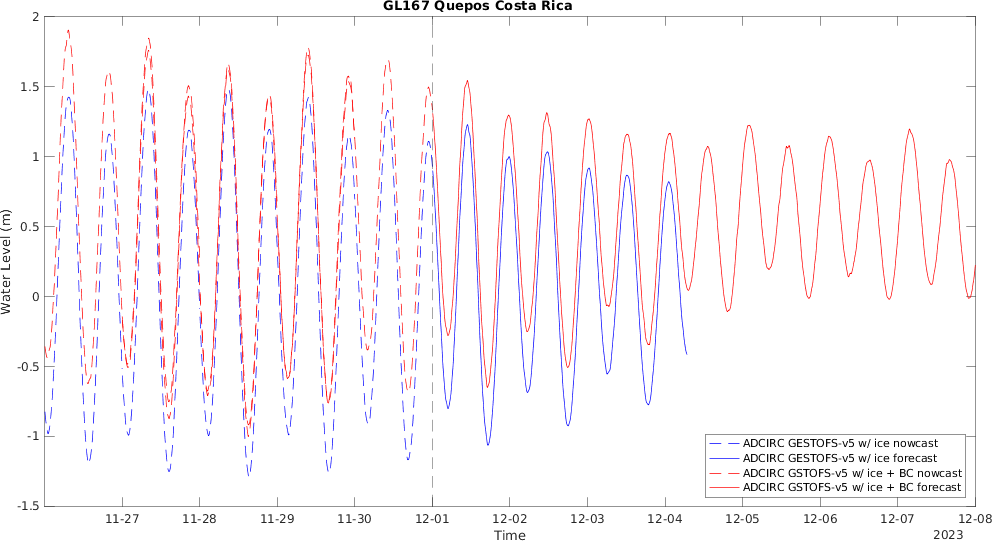 GL167 Quepos Costa Rica
Water Level (m)
2
1.5
1
0.5
0
-0.5
-1
-1.5
ADCIRC GESTOFS-v5 w/ ice nowcast
ADCIRC GESTOFS-v5 w/ ice forecast
ADCIRC GSTOFS-v5 w/ ice + BC nowcast
ADCIRC GSTOFS-v5 w/ ice + BC forecast
11-27 11-28 11-29 11-30 12-01 12-02 12-03 12-04 12-05 12-06 12-07 12-08
Time
2023